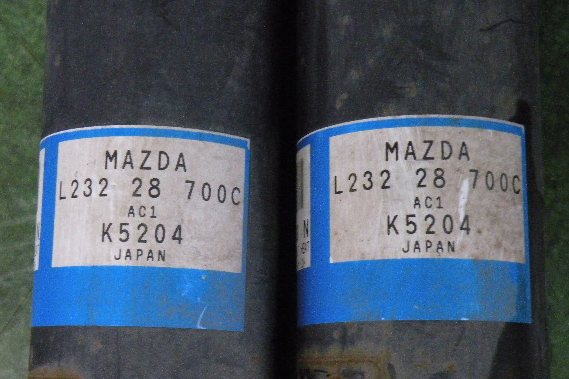 MAZDA
L232 28 700C
AC1
K5204
JAPAN
MAZDA
L232 28 700C
AC1
K5204
JAPAN